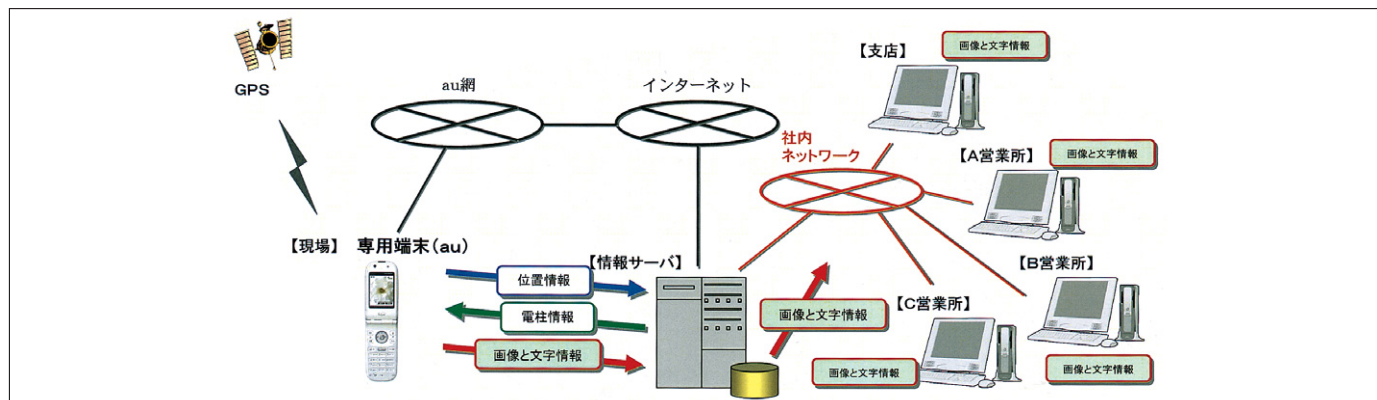 GPS
au網
インターネット
【支店】
画像と文字情報
社内
ネットワーク
【A営業所】
画像と文字情報
【現場】 専用端末(au)
【情報サーバ】
位置情報
電柱情報
画像と文字情報
画像と文字情報
【B営業所】
【C営業所】
画像と文字情報
画像と文字情報